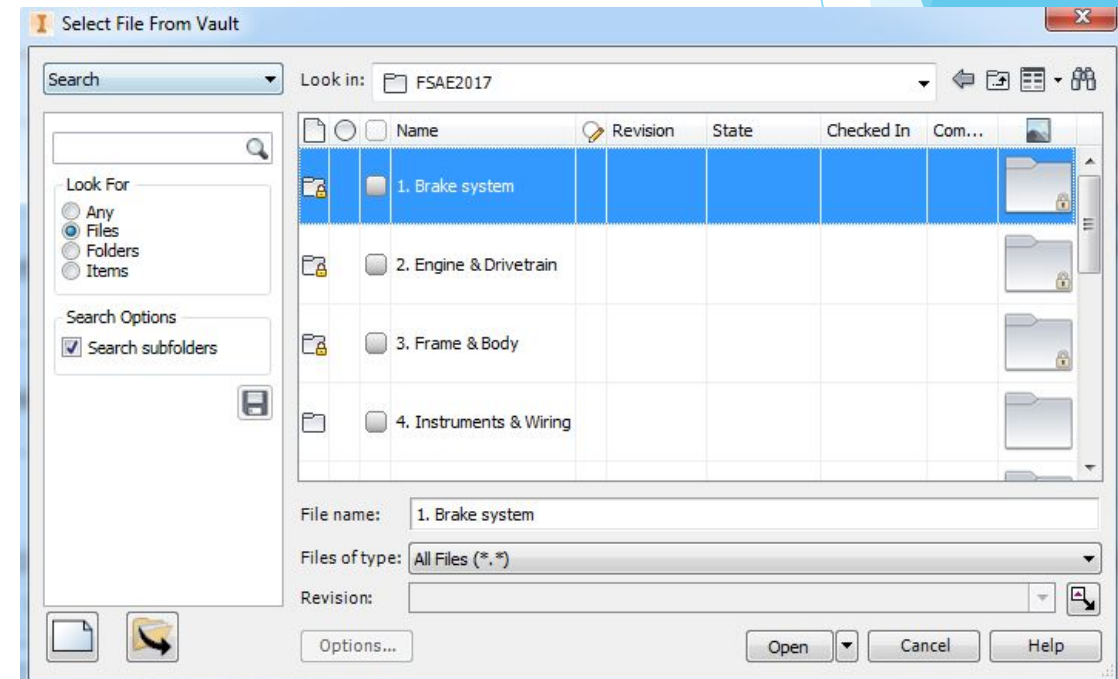 I Select File From Vault
X
Search
Look in: FSAE2017
Name Revision State Checked In Com...
Look For
Any
Files
Folders
Items
Search Options
Search subfolders
1. Brake system
2. Engine & Drivetrain
3. Frame & Body
4. Instruments & Wiring
File name: 1. Brake system
Files of type: All Files (*.*)
Revision:
Options... Open Cancel Help